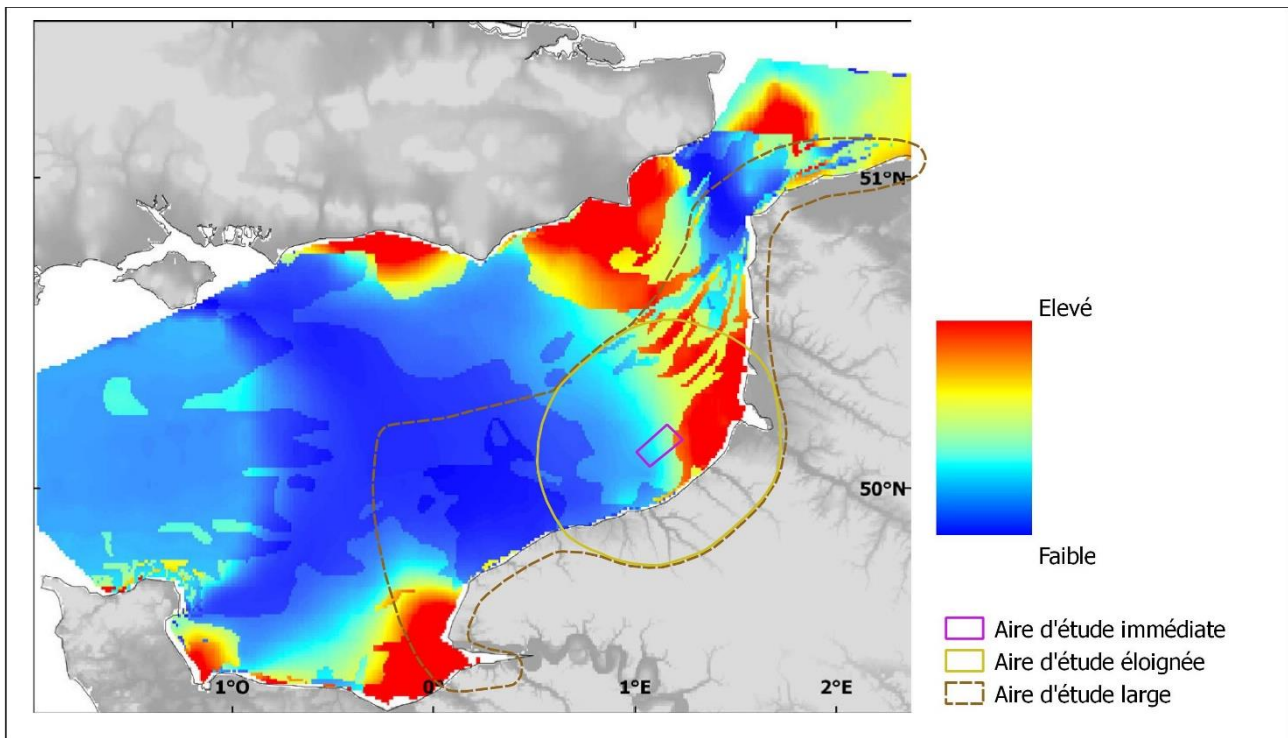 51°N
50°N
1°O
0°
1°E
2°E
Elevé
Faible
Aire d'étude immédiate
Aire d'étude éloignée
Aire d'étude large